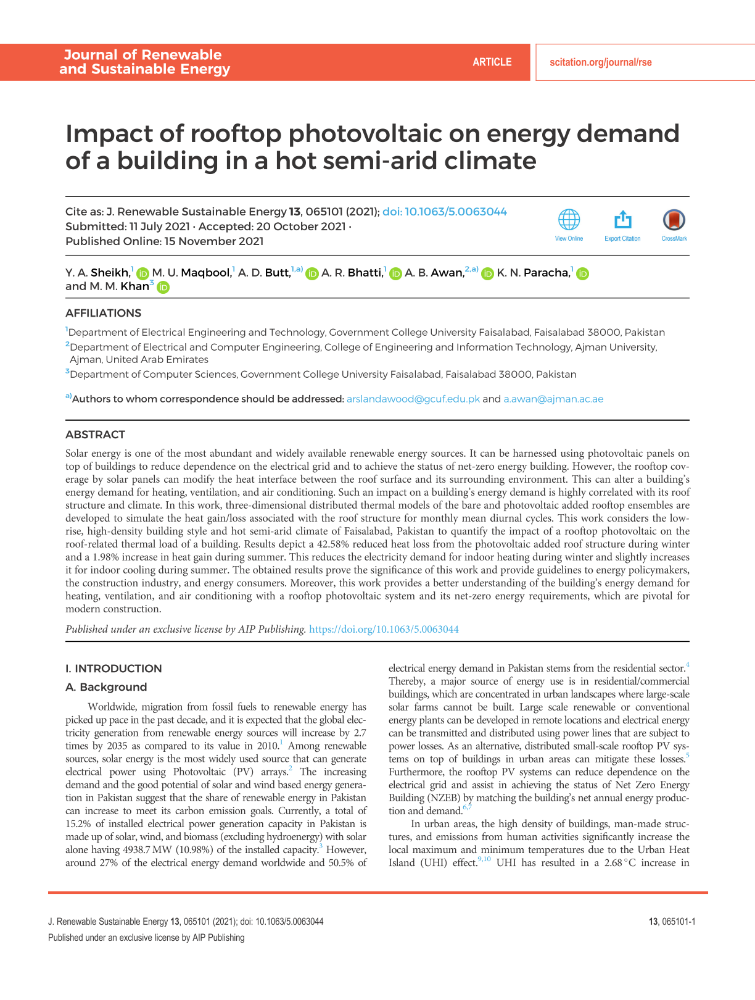 Journal of Renewable
and Sustainable Energy
ARTICLE
scitation.org/journal/rse
Impact of rooftop photovoltaic on energy demand
of a building in a hot semi-arid climate
Cite as: J. Renewable Sustainable Energy 13, 065101 (2021); doi: 10.1063/5.0063044
Submitted: 11 July 2021 · Accepted: 20 October 2021 ·
Published Online: 15 November 2021
View Online
Export Citation
CrossMark
Y. A. Sheikh,1 iD M. U. Maqbool,1 A. D. Butt,1,a) iD A. R. Bhatti,1 iD A. B. Awan,2,a) iD K. N. Paracha,1 iD
and M. M. Khan3 iD
AFFILIATIONS
1Department of Electrical Engineering and Technology, Government College University Faisalabad, Faisalabad 38000, Pakistan
2Department of Electrical and Computer Engineering, College of Engineering and Information Technology, Ajman University,
Ajman, United Arab Emirates
3Department of Computer Sciences, Government College University Faisalabad, Faisalabad 38000, Pakistan
a)Authors to whom correspondence should be addressed: arslandawood@gcuf.edu.pk and a.awan@ajman.ac.ae
ABSTRACT
Solar energy is one of the most abundant and widely available renewable energy sources. It can be harnessed using photovoltaic panels on
top of buildings to reduce dependence on the electrical grid and to achieve the status of net-zero energy building. However, the rooftop cov-
erage by solar panels can modify the heat interface between the roof surface and its surrounding environment. This can alter a building's
energy demand for heating, ventilation, and air conditioning. Such an impact on a building's energy demand is highly correlated with its roof
structure and climate. In this work, three-dimensional distributed thermal models of the bare and photovoltaic added rooftop ensembles are
developed to simulate the heat gain/loss associated with the roof structure for monthly mean diurnal cycles. This work considers the low-
rise, high-density building style and hot semi-arid climate of Faisalabad, Pakistan to quantify the impact of a rooftop photovoltaic on the
roof-related thermal load of a building. Results depict a 42.58% reduced heat loss from the photovoltaic added roof structure during winter
and a 1.98% increase in heat gain during summer. This reduces the electricity demand for indoor heating during winter and slightly increases
it for indoor cooling during summer. The obtained results prove the significance of this work and provide guidelines to energy policymakers,
the construction industry, and energy consumers. Moreover, this work provides a better understanding of the building's energy demand for
heating, ventilation, and air conditioning with a rooftop photovoltaic system and its net-zero energy requirements, which are pivotal for
modern construction.
Published under an exclusive license by AIP Publishing. https://doi.org/10.1063/5.0063044
I. INTRODUCTION
A. Background
Worldwide, migration from fossil fuels to renewable energy has
picked up pace in the past decade, and it is expected that the global elec-
tricity generation from renewable energy sources will increase by 2.7
times by 2035 as compared to its value in 2010.1 Among renewable
sources, solar energy is the most widely used source that can generate
electrical power using Photovoltaic (PV) arrays.2 The increasing
demand and the good potential of solar and wind based energy genera-
tion in Pakistan suggest that the share of renewable energy in Pakistan
can increase to meet its carbon emission goals. Currently, a total of
15.2% of installed electrical power generation capacity in Pakistan is
made up of solar, wind, and biomass (excluding hydroenergy) with solar
alone having 4938.7 MW (10.98%) of the installed capacity.3 However,
around 27% of the electrical energy demand worldwide and 50.5% of
electrical energy demand in Pakistan stems from the residential sector.4
Thereby, a major source of energy use is in residential/commercial
buildings, which are concentrated in urban landscapes where large-scale
solar farms cannot be built. Large scale renewable or conventional
energy plants can be developed in remote locations and electrical energy
can be transmitted and distributed using power lines that are subject to
power losses. As an alternative, distributed small-scale rooftop PV sys-
tems on top of buildings in urban areas can mitigate these losses.5
Furthermore, the rooftop PV systems can reduce dependence on the
electrical grid and assist in achieving the status of Net Zero Energy
Building (NZEB) by matching the building's net annual energy produc-
tion and demand.6,7
In urban areas, the high density of buildings, man-made struc-
tures, and emissions from human activities significantly increase the
local maximum and minimum temperatures due to the Urban Heat
Island (UHI) effect.9,10 UHI has resulted in a 2.68 °C increase in
J. Renewable Sustainable Energy 13, 065101 (2021); doi: 10.1063/5.0063044
13, 065101-1
Published under an exclusive license by AIP Publishing